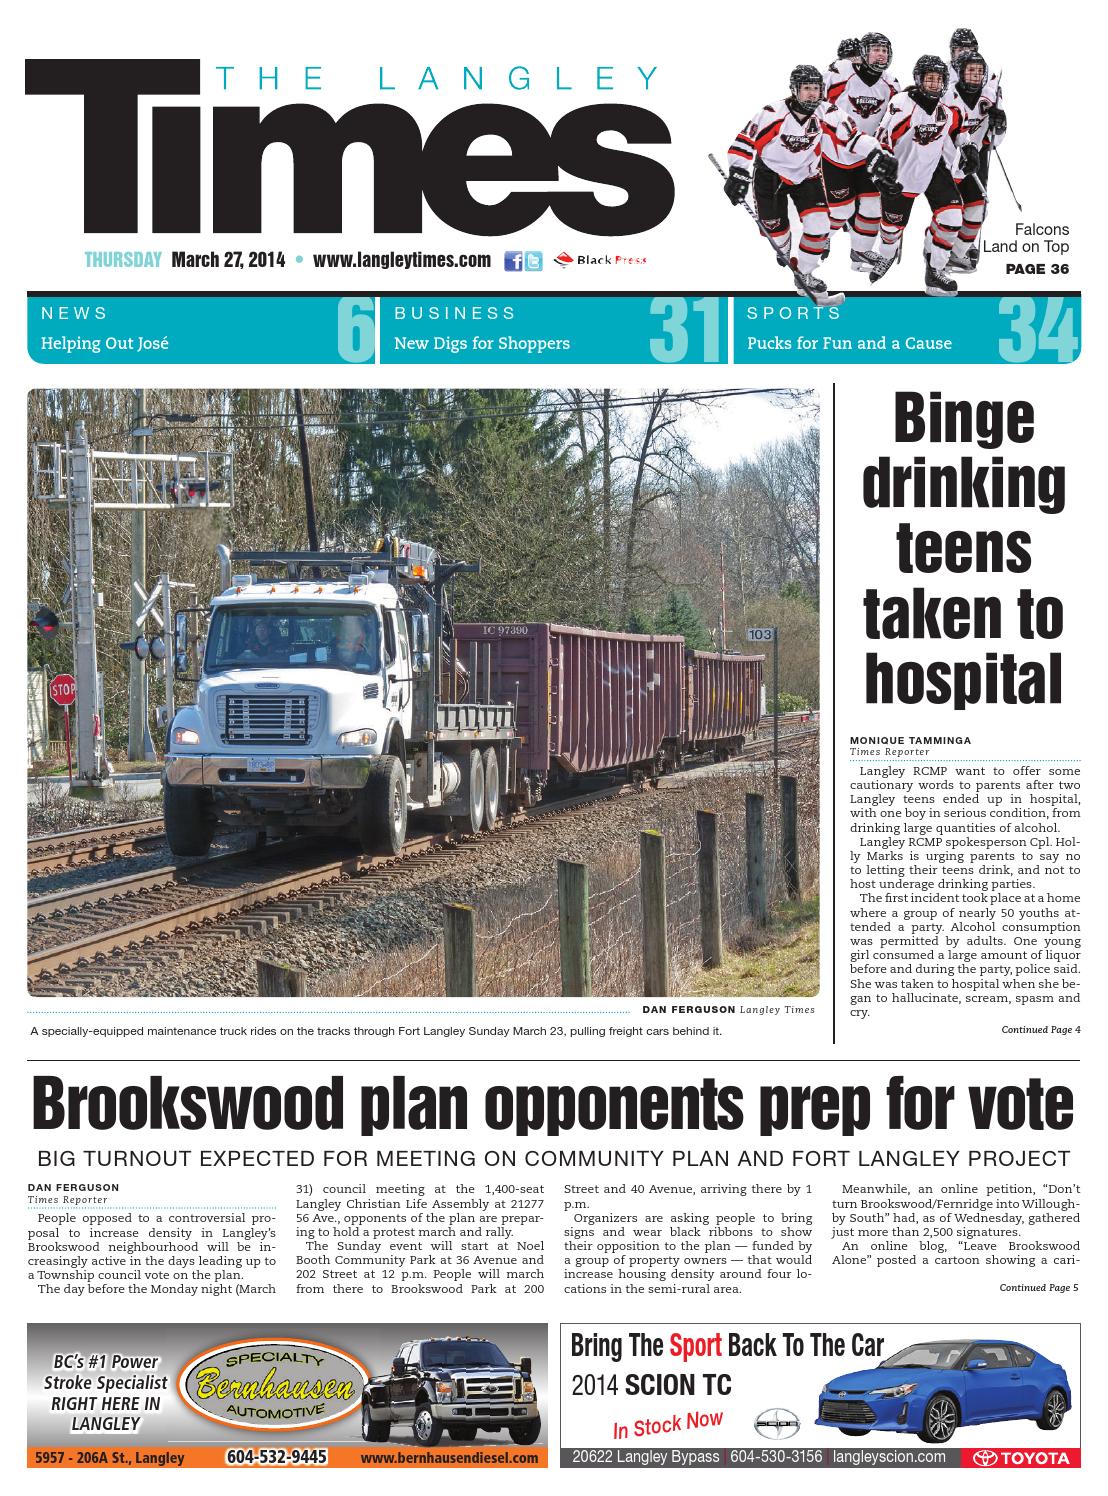 THE LANGLEY
Times
THURSDAY March 27, 2014 • www.langleytimes.com
Black Press
Falcons
Land on Top
PAGE 36
NEWS
Helping Out José
6
BUSINESS
New Digs for Shoppers
31
SPORTS
Pucks for Fun and a Cause
34
STOP
IC 97390
103
DAN FERGUSON Langley Times
A specially-equipped maintenance truck rides on the tracks through Fort Langley Sunday March 23, pulling freight cars behind it.
Binge
drinking
teens
taken to
hospital
MONIQUE TAMMINGA
Times Reporter
Langley RCMP want to offer some
cautionary words to parents after two
Langley teens ended up in hospital,
with one boy in serious condition, from
drinking large quantities of alcohol.
Langley RCMP spokesperson Cpl. Hol-
ly Marks is urging parents to say no
to letting their teens drink, and not to
host underage drinking parties.
The first incident took place at a home
where a group of nearly 50 youths at-
tended a party. Alcohol consumption
was permitted by adults. One young
girl consumed a large amount of liquor
before and during the party, police said.
She was taken to hospital when she be-
gan to hallucinate, scream, spasm and
cry.
Continued Page 4
Brookswood plan opponents prep for vote
BIG TURNOUT EXPECTED FOR MEETING ON COMMUNITY PLAN AND FORT LANGLEY PROJECT
DAN FERGUSON
Times Reporter
People opposed to a controversial pro-
posal to increase density in Langley's
Brookswood neighbourhood will be in-
creasingly active in the days leading up to
a Township council vote on the plan.
The day before the Monday night (March
31) council meeting at the 1,400-seat
Langley Christian Life Assembly at 21277
56 Ave., opponents of the plan are prepar-
ing to hold a protest march and rally.
The Sunday event will start at Noel
Booth Community Park at 36 Avenue and
202 Street at 12 p.m. People will march
from there to Brookswood Park at 200
Street and 40 Avenue, arriving there by 1
p.m.
Organizers are asking people to bring
signs and wear black ribbons to show
their opposition to the plan — funded by
a group of property owners — that would
increase housing density around four lo-
cations in the semi-rural area.
Meanwhile, an online petition, “Don't
turn Brookswood/Fernridge into Willough-
by South” had, as of Wednesday, gathered
just more than 2,500 signatures.
An online blog, “Leave Brookswood
Alone” posted a cartoon showing a cari-
Continued Page 5
BC's #1 Power
Stroke Specialist
RIGHT HERE IN
LANGLEY
SPECIALTY
Bernhausen
AUTOMOTIVE
5957 - 206A St., Langley 604-532-9445 www.bernhausendiesel.com
Bring The Sport Back To The Car
2014 SCION TC
In Stock Now
scion
20622 Langley Bypass | 604-530-3156 | langleyscion.com
TOYOTA